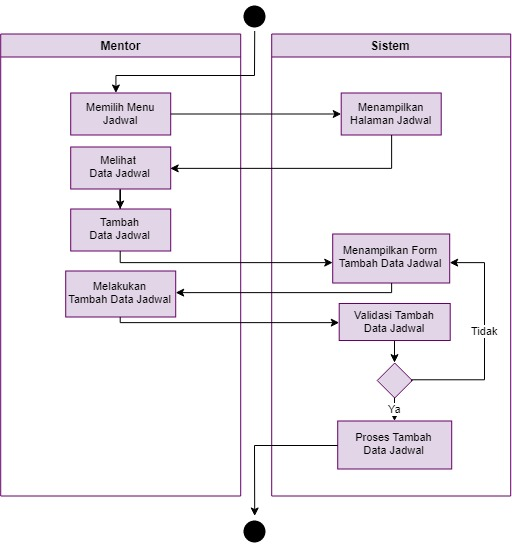 Mentor
Sistem
Memilih Menu
Jadwal
Menampilkan
Halaman Jadwal
Melihat
Data Jadwal
Tambah
Data Jadwal
Menampilkan Form
Tambah Data Jadwal
Melakukan
Tambah Data Jadwal
Validasi Tambah
Data Jadwal
Tidak
Ya
Proses Tambah
Data Jadwal